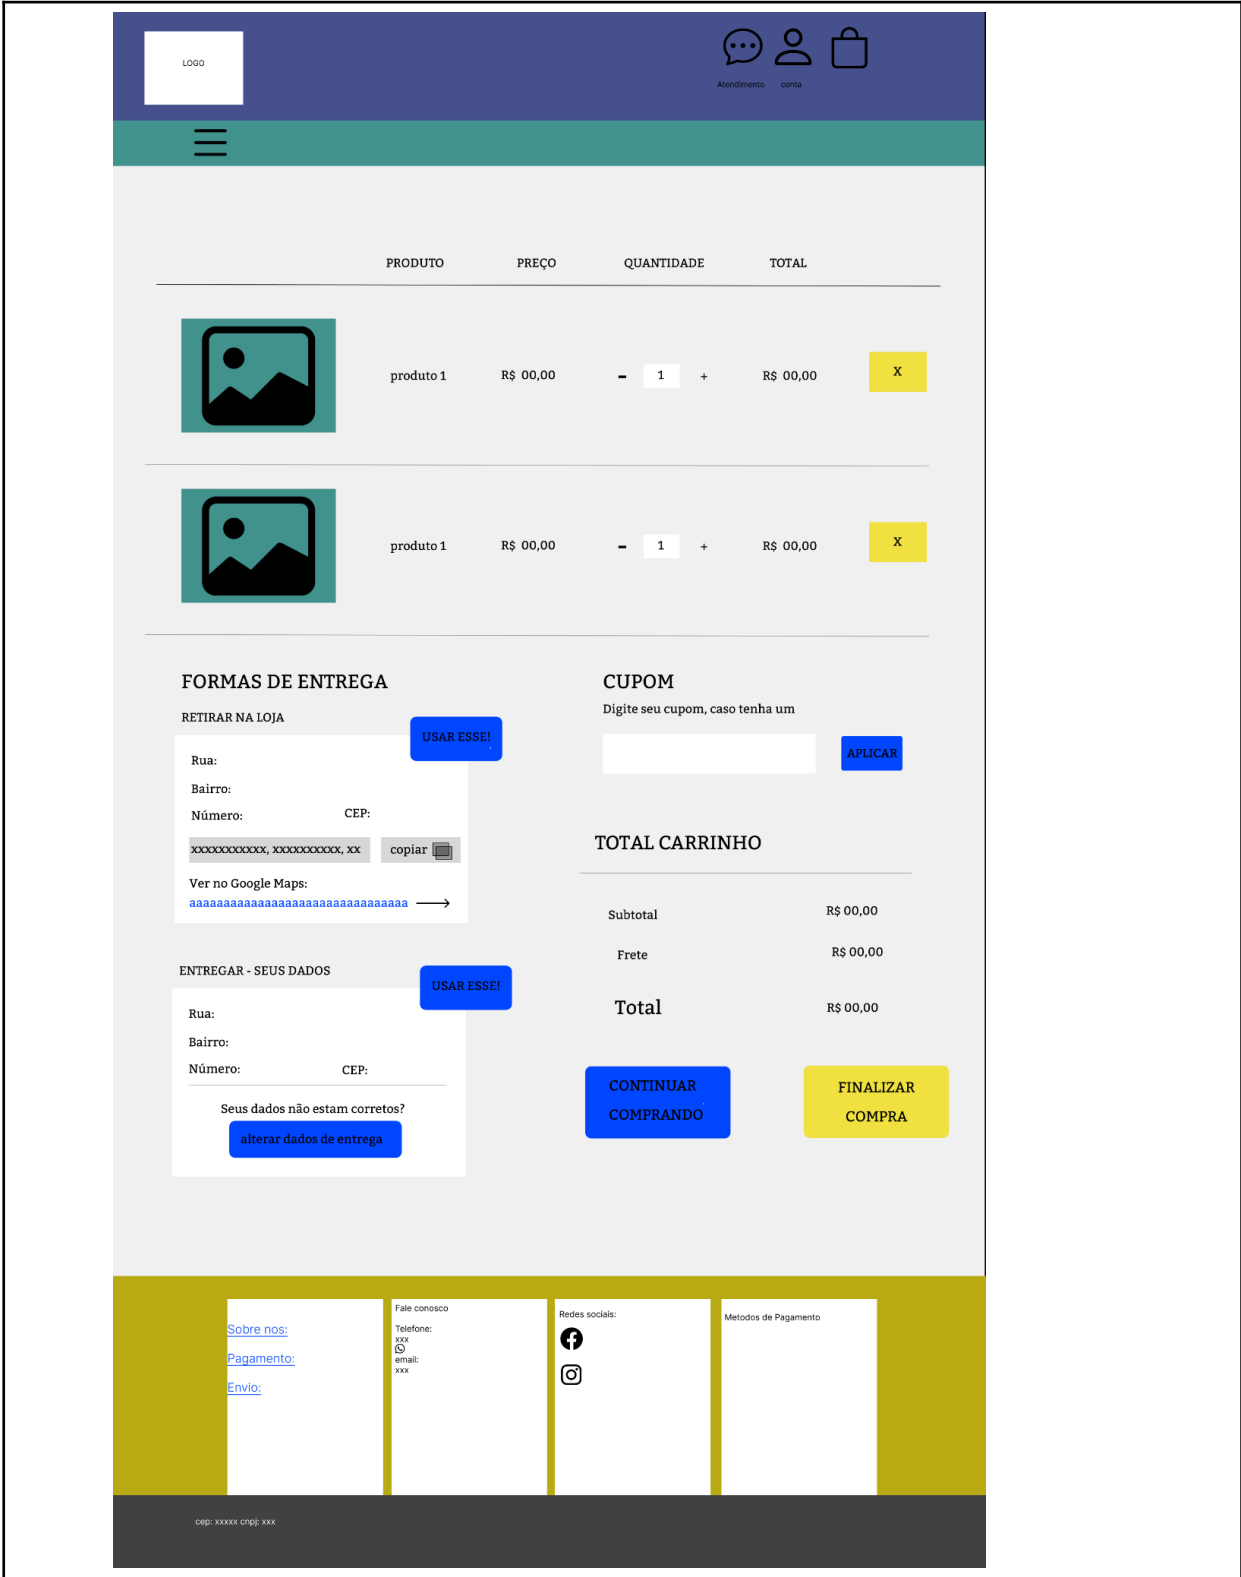 LOGO
Atendimento conta
PRODUTO PREÇO QUANTIDADE TOTAL
produto 1 R$ 00,00 - 1 + R$ 00,00 X
produto 1 R$ 00,00 - 1 + R$ 00,00 X
FORMAS DE ENTREGA
RETIRAR NA LOJA
USAR ESSE!
Rua:
Bairro:
Número: CEP:
xxxxxxxxxxx, xxxxxxxxxx, xx copiar
Ver no Google Maps:
aaaaaaaaaaaaaaaaaaaaaaaaaaaaaaaa
ENTREGAR - SEUS DADOS
USAR ESSE!
Rua:
Bairro:
Número: CEP:
Seus dados não estam corretos?
alterar dados de entrega
CUPOM
Digite seu cupom, caso tenha um
APLICAR
TOTAL CARRINHO
Subtotal R$ 00,00
Frete R$ 00,00
Total R$ 00,00
CONTINUAR
COMPRANDO
FINALIZAR
COMPRA
Sobre nos:
Pagamento:
Envio:
Fale conosco
Telefone:
xxx
email:
xxx
Redes sociais:
Metodos de Pagamento
cep: xxxxx cnpj: xxx